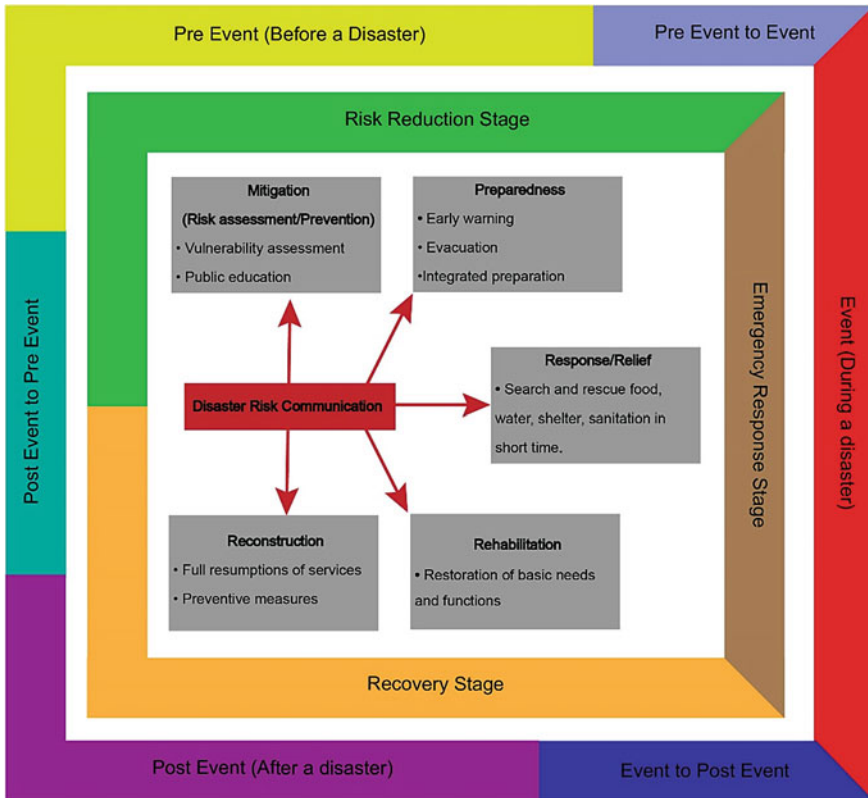 Pre Event (Before a Disaster)
Pre Event to Event
Risk Reduction Stage
Mitigation
(Risk assessment/Prevention)
• Vulnerability assessment
• Public education
Preparedness
• Early warning
• Evacuation
•Integrated preparation
Post Event to Pre Event
Disaster Risk Communication
Response/Relief
• Search and rescue food,
water, shelter, sanitation in
short time.
Emergency Response Stage
Event (During a disaster)
Reconstruction
• Full resumptions of services
• Preventive measures
Rehabilitation
• Restoration of basic needs
and functions
Recovery Stage
Post Event (After a disaster)
Event to Post Event